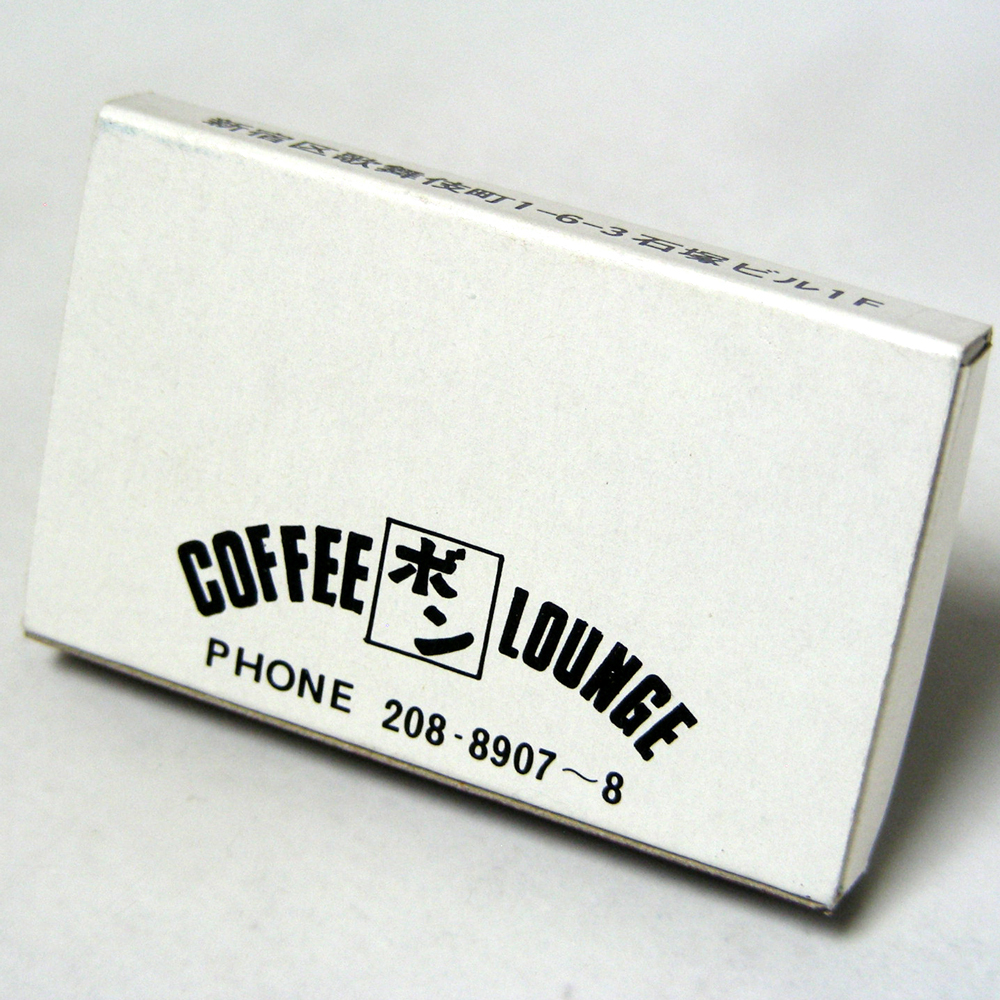 新宿区歌舞伎町1-6-3石塚ビル1F
COFFEE ボン LOUNGE
PHONE 208-8907～8